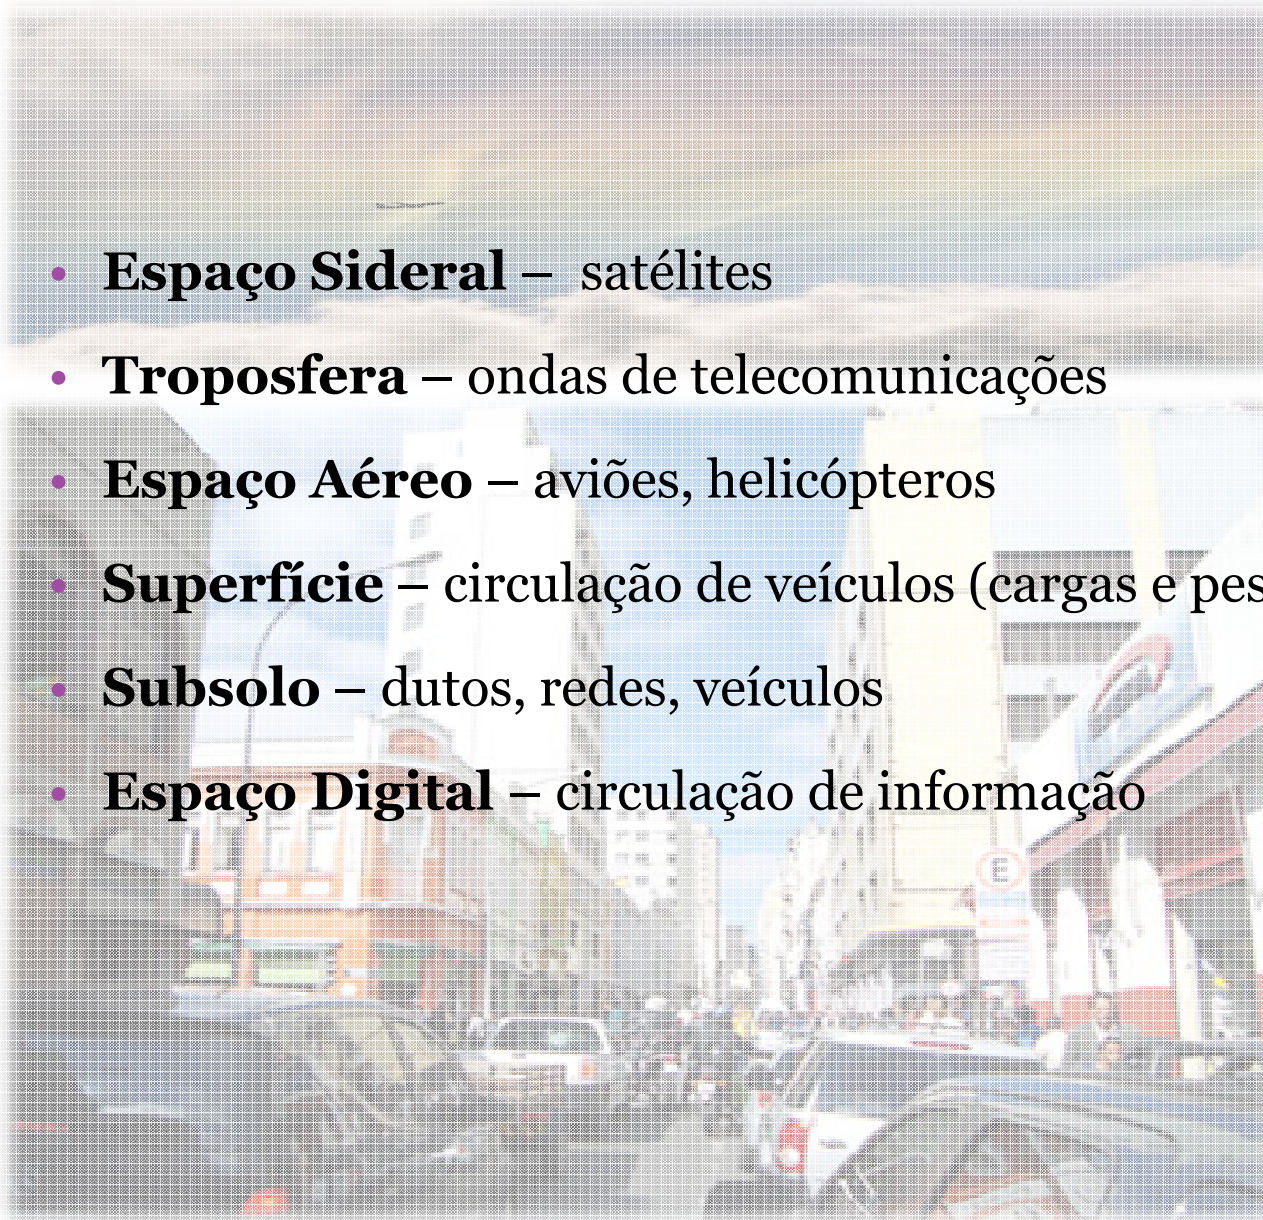 • Espaço Sideral – satélites
• Troposfera – ondas de telecomunicações
• Espaço Aéreo – aviões, helicópteros
• Superfície – circulação de veículos (cargas e pes
• Subsolo – dutos, redes, veículos
• Espaço Digital – circulação de informação
E